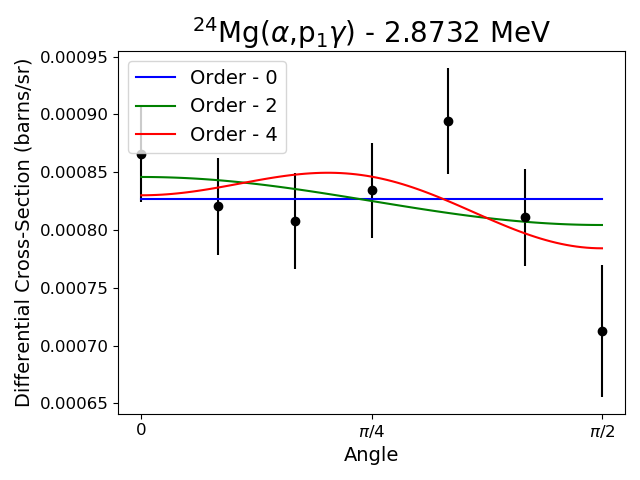 ²⁴Mg(α,p₁γ) - 2.8732 MeV
Order - 0
Order - 2
Order - 4
Differential Cross-Section (barns/sr)
0.00095
0.00090
0.00085
0.00080
0.00075
0.00070
0.00065
0
π/4
π/2
Angle